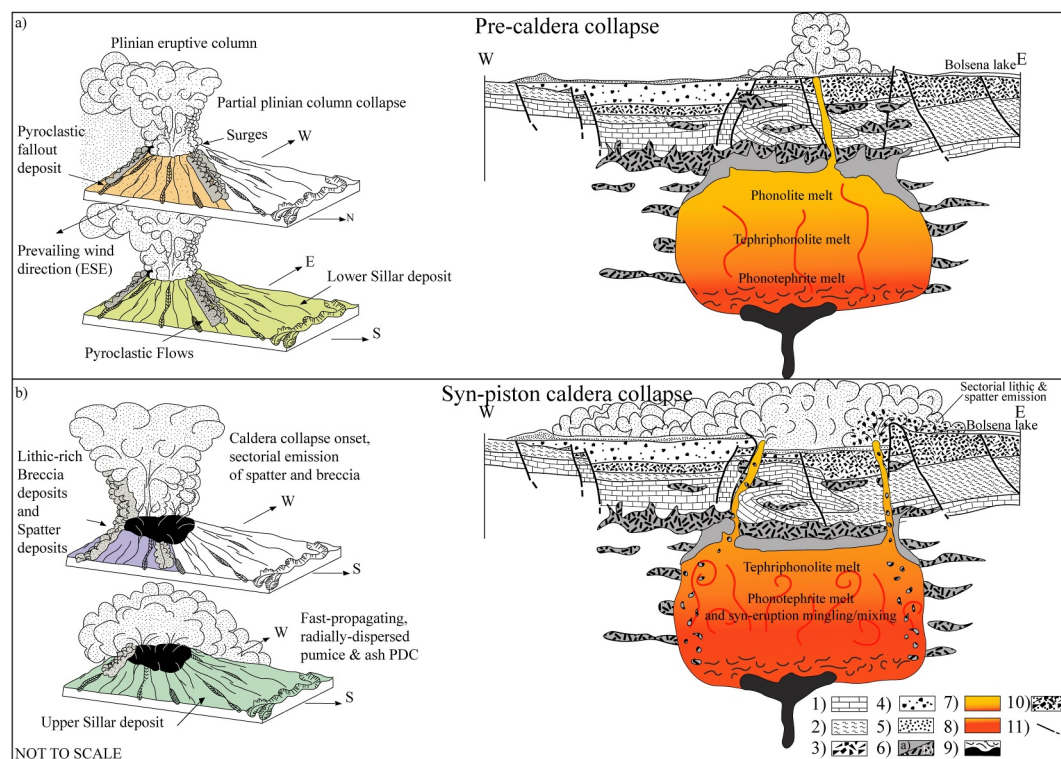 a)
Pre-caldera collapse
Plinian eruptive column
Partial plinian column collapse
Surges
W
Pyroclastic
fallout
deposit
N
Prevailing wind
direction (ESE)
E
Lower Sillar deposit
S
Pyroclastic Flows
W
E
Bolsena lake
Phonolite melt
Tephriphonolite melt
Phonotephrite melt
b)
Syn-piston caldera collapse
Caldera collapse onset,
sectorial emission
of spatter and breccia
Lithic-rich
Breccia
deposits
and
Spatter
deposits
W
S
Fast-propagating,
radially-dispersed
pumice & ash PDC
W
S
Upper Sillar deposit
NOT TO SCALE
W
Sectorial lithic &
spatter emission
E
Bolsena lake
Tephriphonolite melt
Phonotephrite melt
and syn-eruption mingling/mixing
1) 4) 7) 10)
2) 5) 8) 11)
3) 6) a) 9)